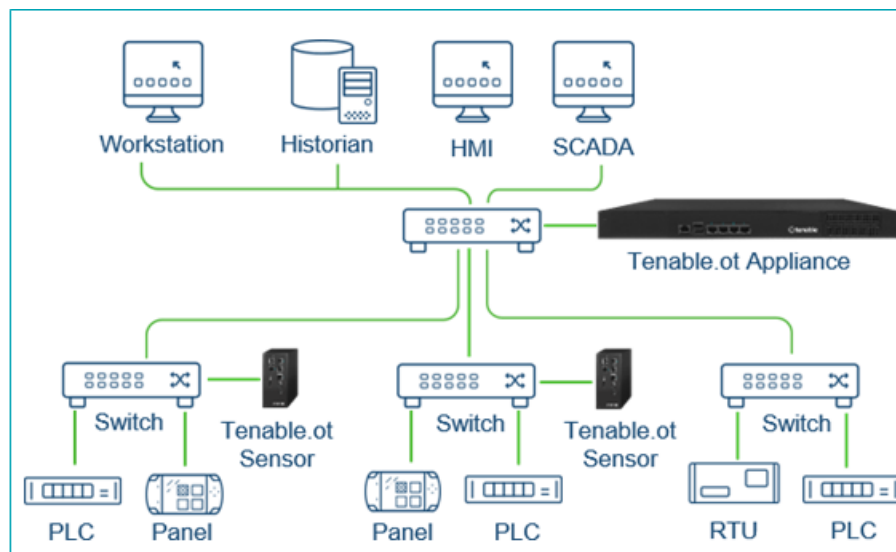 Workstation
Historian
HMI
SCADA
tenable
Tenable.ot Appliance
Switch
Tenable.ot
Sensor
Switch
Tenable.ot
Sensor
Switch
PLC
Panel
Panel
PLC
RTU
PLC